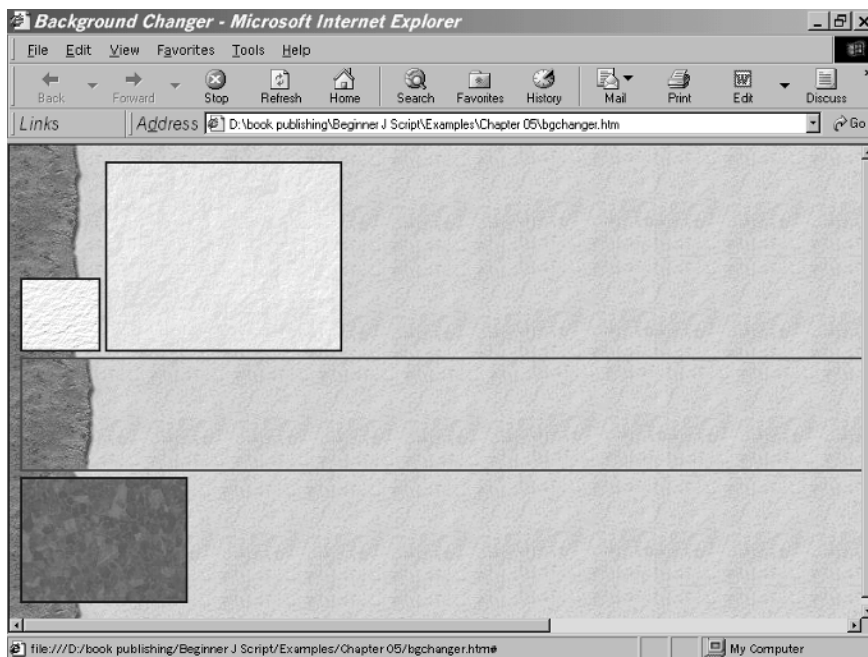 Background Changer - Microsoft Internet Explorer
File Edit View Favorites Tools Help
Back Forward Stop Refresh Home Search Favorites History Mail Print Edit Discuss
Links Address D:\book publishing\Beginner J Script\Examples\Chapter 05\bgchanger.htm Go
file:///D:/book publishing/Beginner J Script/Examples/Chapter 05/bgchanger.htm# My Computer